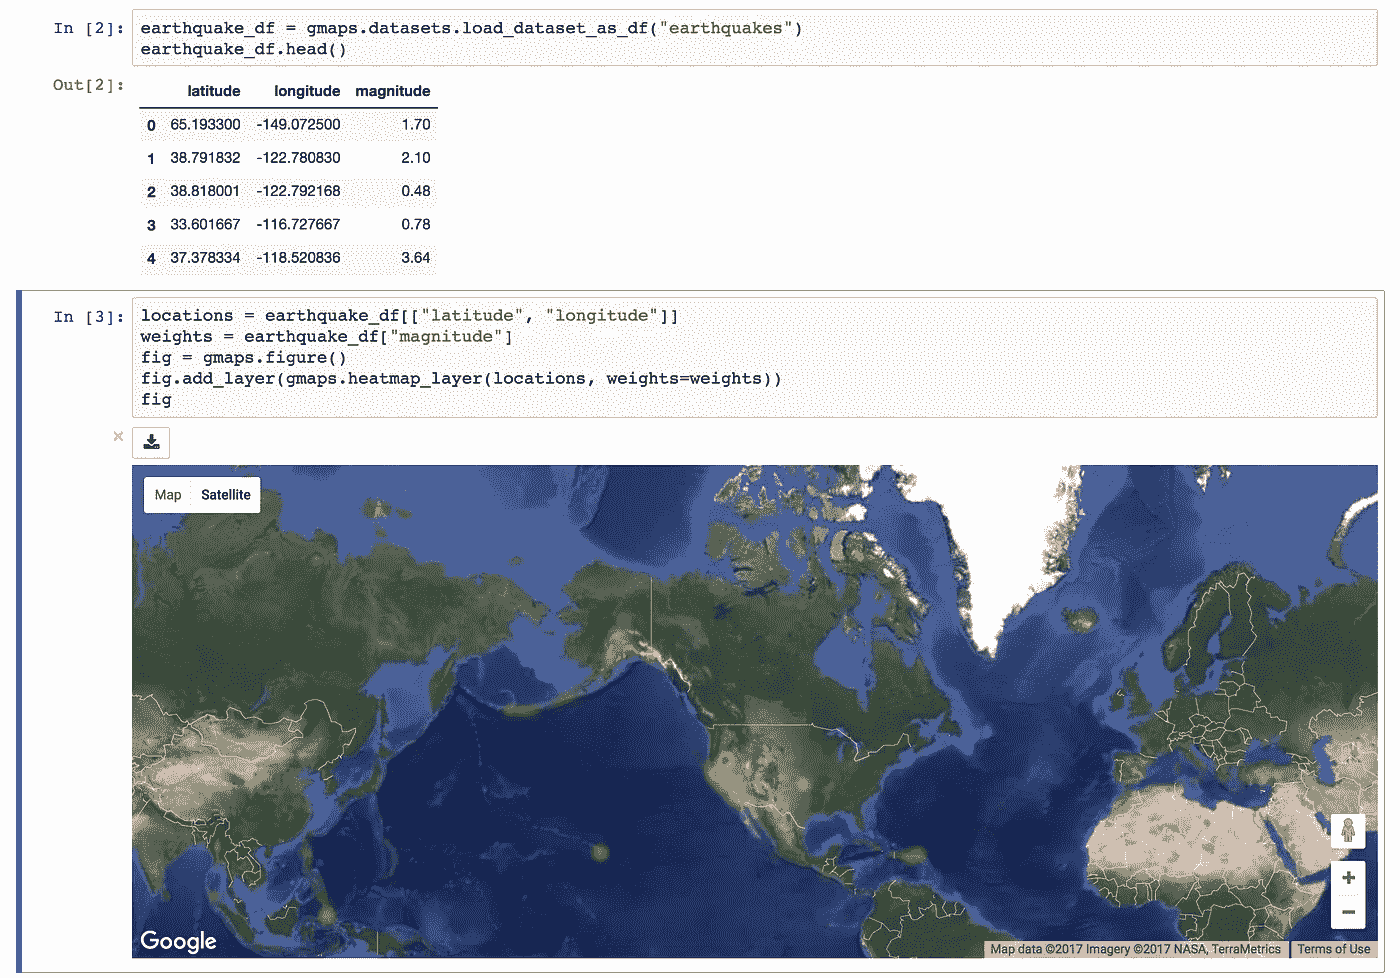 In [2]: earthquake_df = gmaps.datasets.load_dataset_as_df("earthquakes")
earthquake_df.head()
Out[2]:
latitude longitude magnitude
0 65.193300 -149.072500 1.70
1 38.791832 -122.780830 2.10
2 38.818001 -122.792168 0.48
3 33.601667 -116.727667 0.78
4 37.378334 -118.520836 3.64
In [3]: locations = earthquake_df[["latitude", "longitude"]]
weights = earthquake_df["magnitude"]
fig = gmaps.figure()
fig.add_layer(gmaps.heatmap_layer(locations, weights=weights))
fig
Map Satellite
Google
Map data ©2017 Imagery ©2017 NASA, TerraMetrics Terms of Use